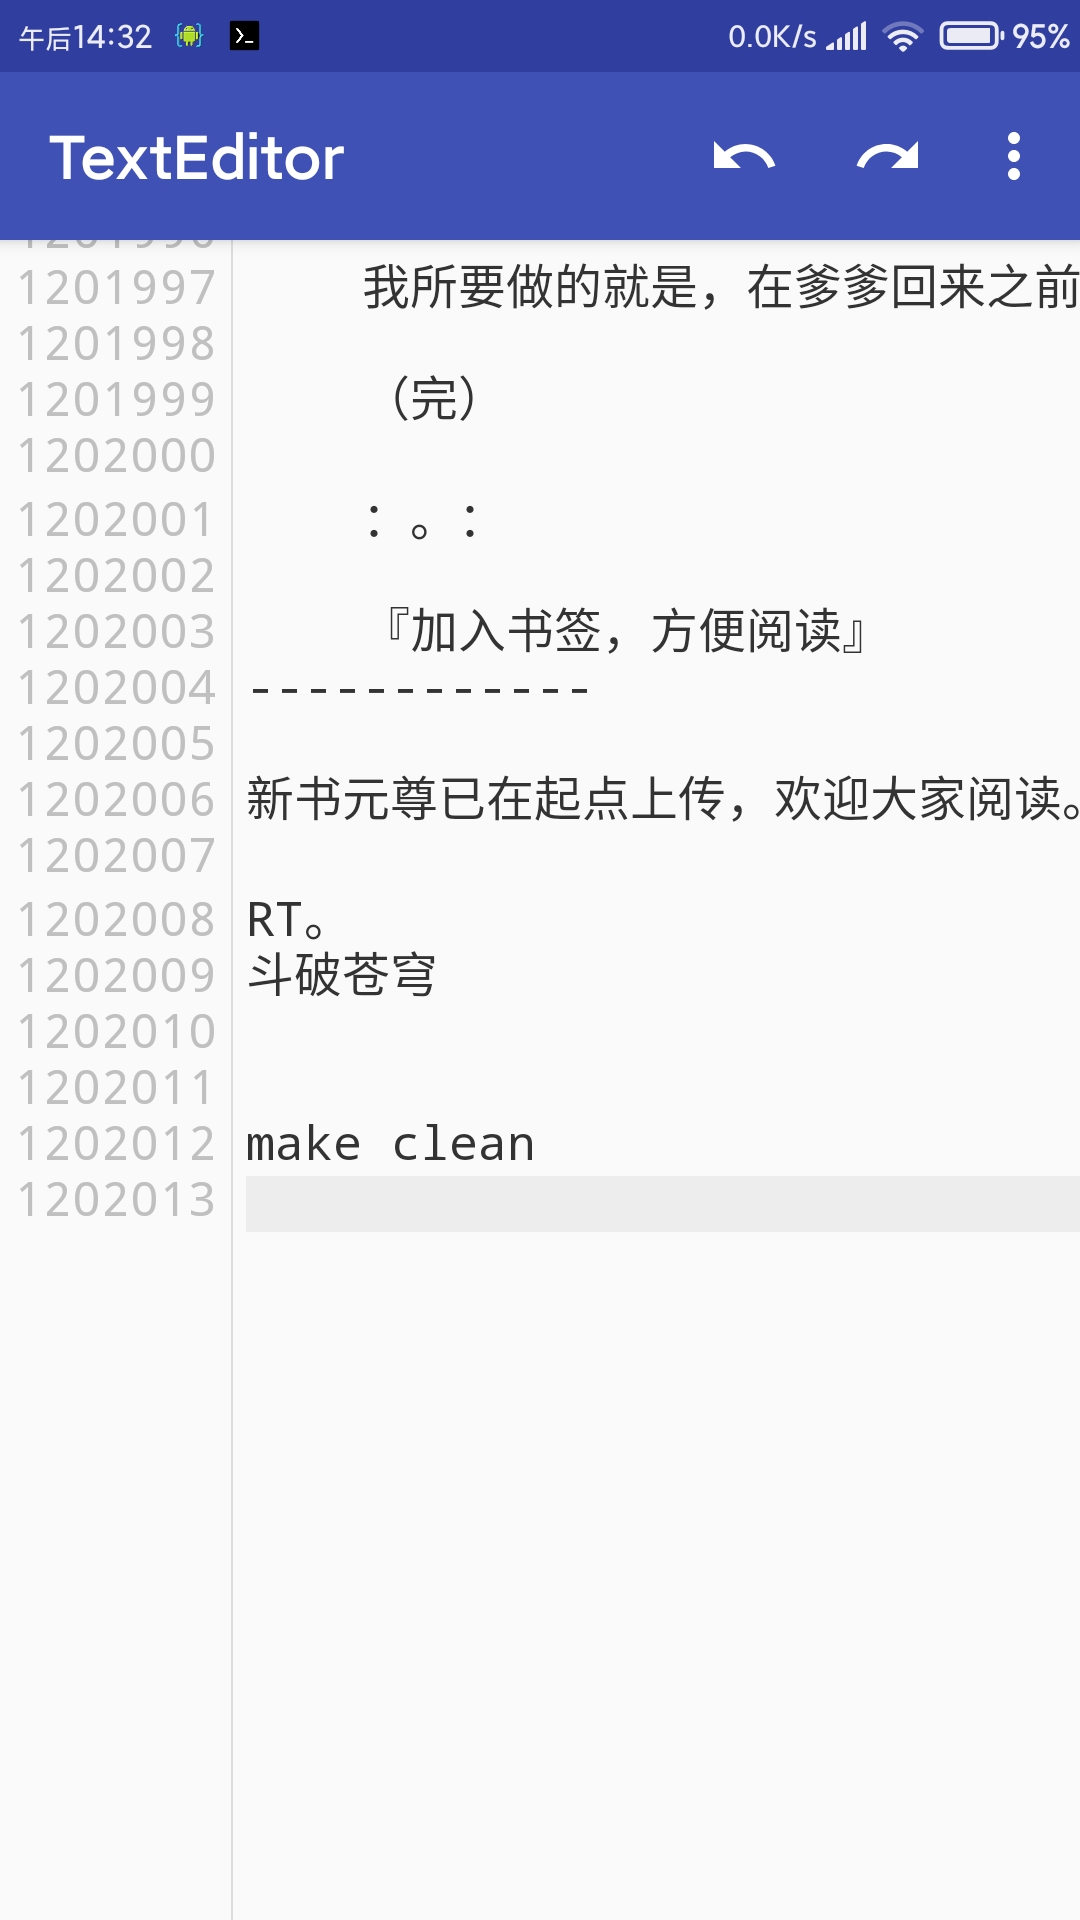 午后14:32 0.0K/s 95%
TextEditor
1201997 我所要做的就是，在爹爹回来之前
1201998
1201999 （完）
1202000
1202001 ：。：
1202002
1202003 『加入书签，方便阅读』
1202004 ------------
1202005
1202006 新书元尊已在起点上传，欢迎大家阅读。
1202007
1202008 RT。
1202009 斗破苍穹
1202010
1202011
1202012 make clean
1202013